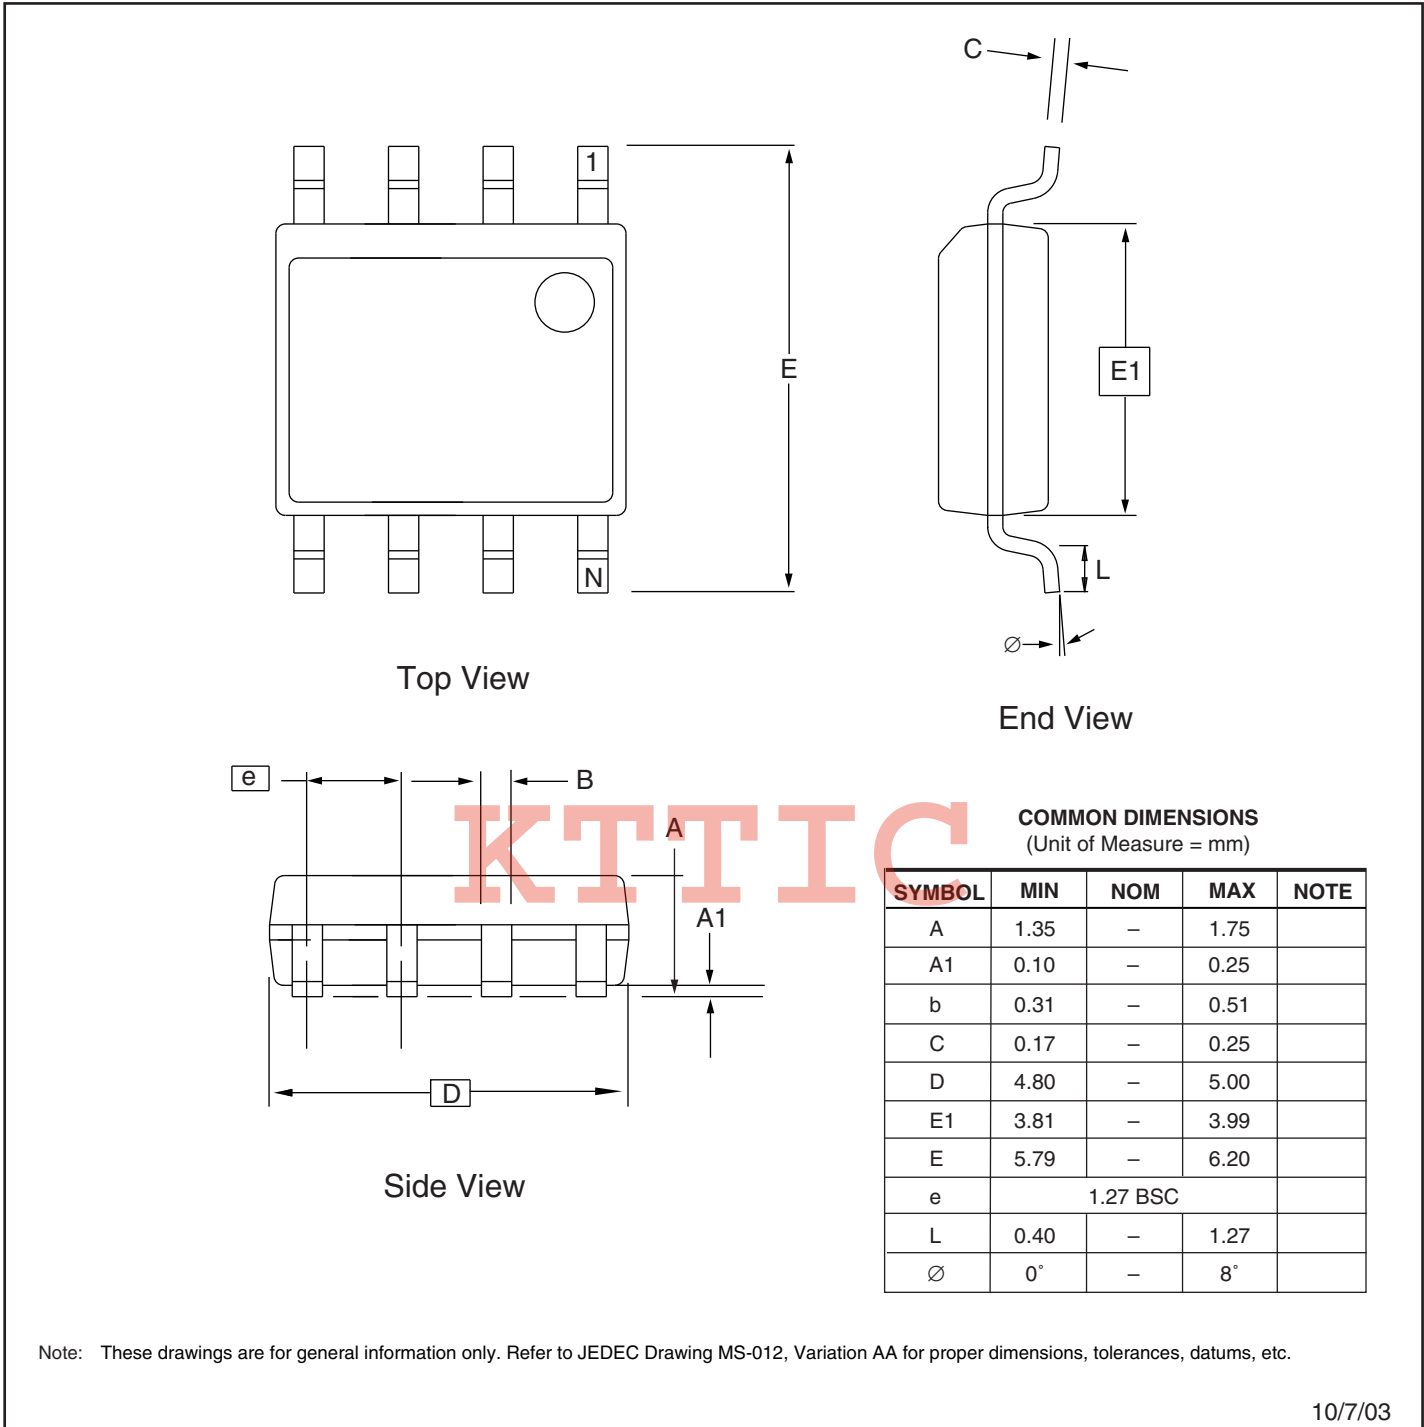 C
1
E
E1
N
L
∅
Top View
End View
e
B
KTTIC
A
A1
D
Side View
COMMON DIMENSIONS
(Unit of Measure = mm)
SYMBOL MIN NOM MAX NOTE
A 1.35 – 1.75
A1 0.10 – 0.25
b 0.31 – 0.51
C 0.17 – 0.25
D 4.80 – 5.00
E1 3.81 – 3.99
E 5.79 – 6.20
e 1.27 BSC
L 0.40 – 1.27
∅ 0˚ – 8˚
Note: These drawings are for general information only. Refer to JEDEC Drawing MS-012, Variation AA for proper dimensions, tolerances, datums, etc.
10/7/03